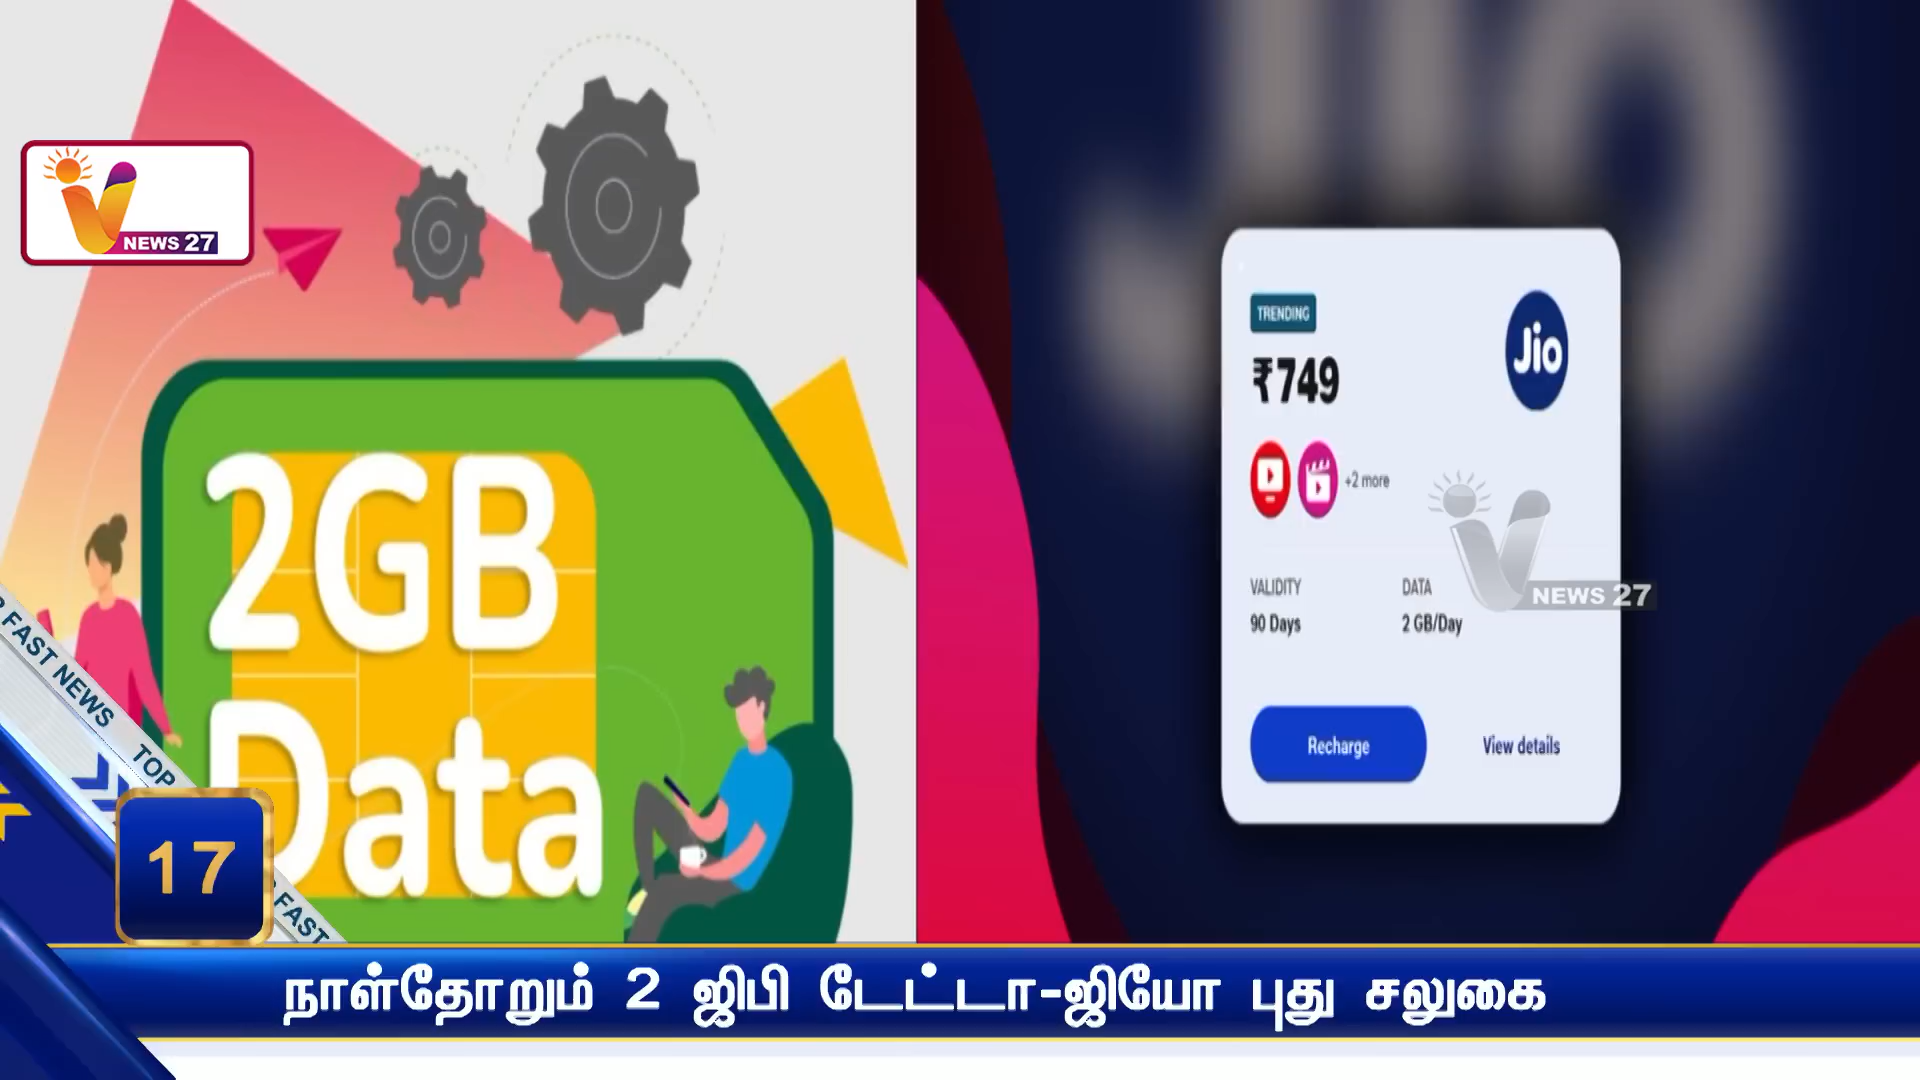 NEWS 27
2GB
Data
FAST NEWS
TOP
FAST
17
Jio
TRENDING
Jio
₹749
+2 more
VALIDITY
DATA
90 Days
2 GB/Day
NEWS 27
Recharge
View details
நாள்தோறும் 2 ஜிபி டேட்டா-ஜியோ புது சலுகை